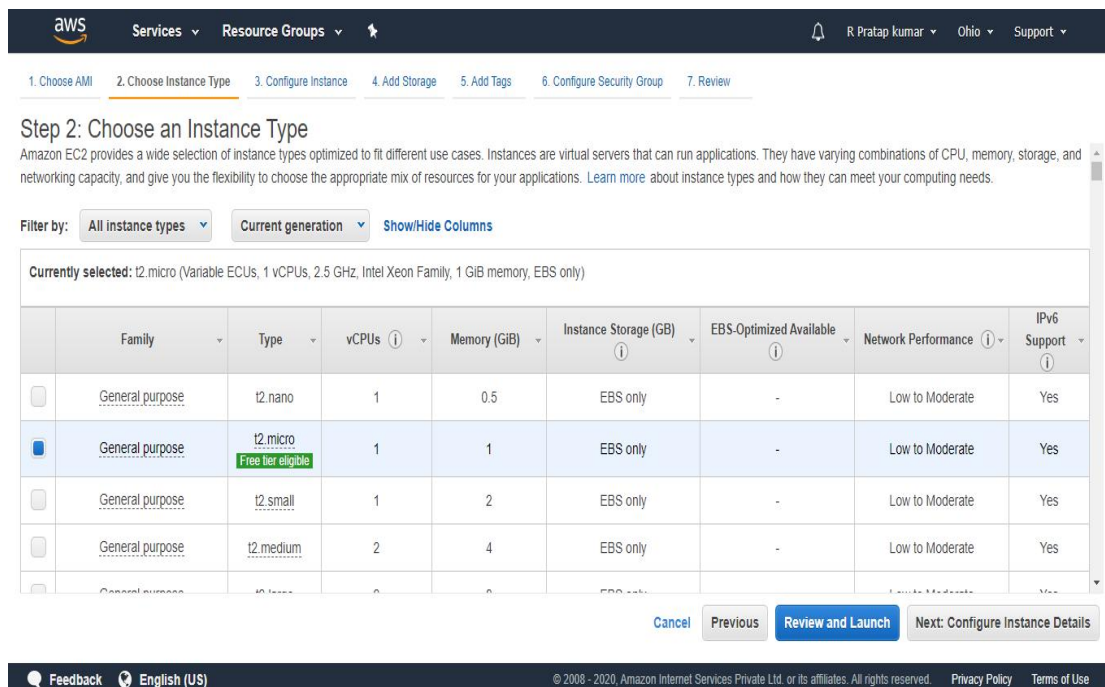 aws Services Resource Groups R Pratap kumar Ohio Support
1. Choose AMI 2. Choose Instance Type 3. Configure Instance 4. Add Storage 5. Add Tags 6. Configure Security Group 7. Review
Step 2: Choose an Instance Type
Amazon EC2 provides a wide selection of instance types optimized to fit different use cases. Instances are virtual servers that can run applications. They have varying combinations of CPU, memory, storage, and
networking capacity, and give you the flexibility to choose the appropriate mix of resources for your applications. Learn more about instance types and how they can meet your computing needs.
Filter by: All instance types Current generation Show/Hide Columns
Currently selected: t2.micro (Variable ECUs, 1 vCPUs, 2.5 GHz, Intel Xeon Family, 1 GiB memory, EBS only)
Family Type vCPUs Memory (GiB) Instance Storage (GB) EBS-Optimized Available Network Performance IPv6 Support
General purpose t2.nano 1 0.5 EBS only - Low to Moderate Yes
General purpose t2.micro 1 1 EBS only - Low to Moderate Yes
Free tier eligible
General purpose t2.small 1 2 EBS only - Low to Moderate Yes
General purpose t2.medium 2 4 EBS only - Low to Moderate Yes
Cancel Previous Review and Launch Next: Configure Instance Details
Feedback English (US) © 2008 - 2020, Amazon Internet Services Private Ltd. or its affiliates. All rights reserved. Privacy Policy Terms of Use